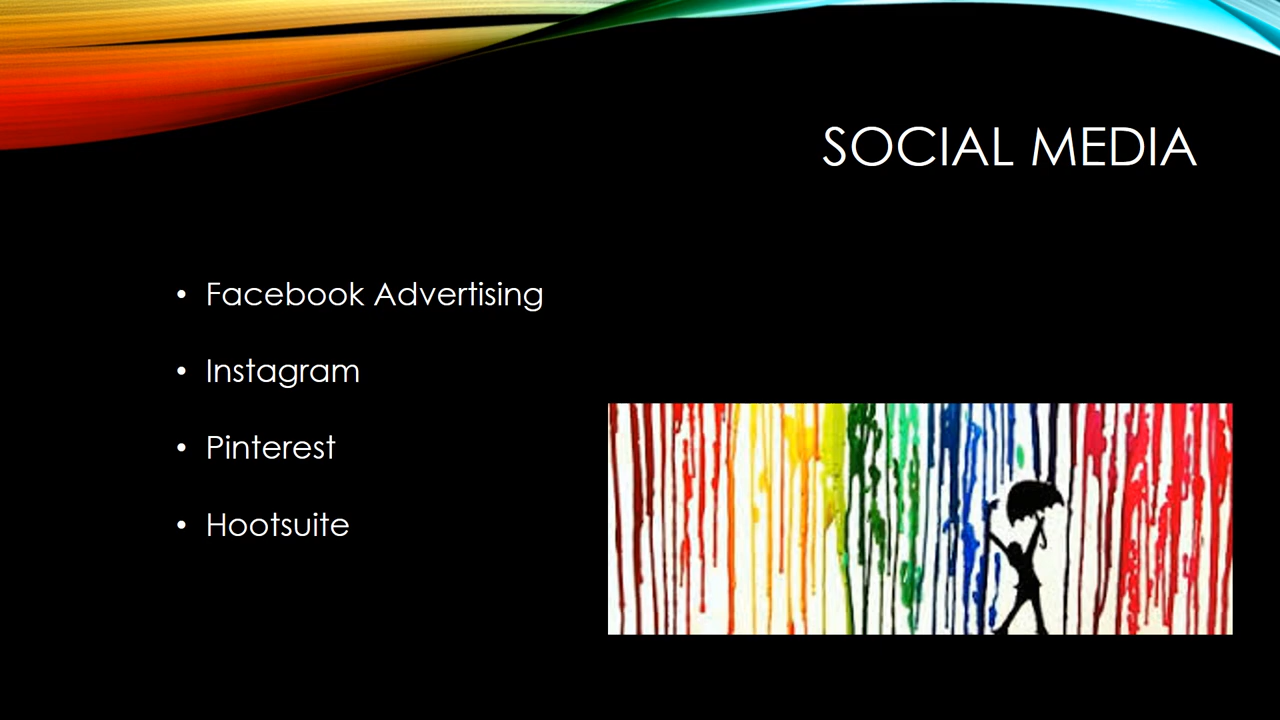 SOCIAL MEDIA
• Facebook Advertising
• Instagram
• Pinterest
• Hootsuite